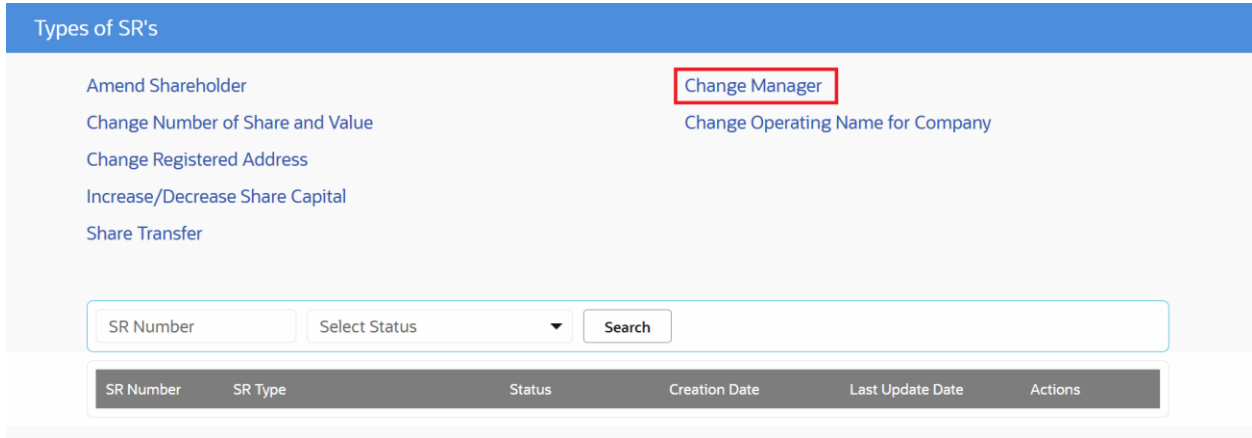 Types of SR's
Amend Shareholder
Change Manager
Change Number of Share and Value
Change Operating Name for Company
Change Registered Address
Increase/Decrease Share Capital
Share Transfer
SR Number Select Status Search
SR Number SR Type Status Creation Date Last Update Date Actions